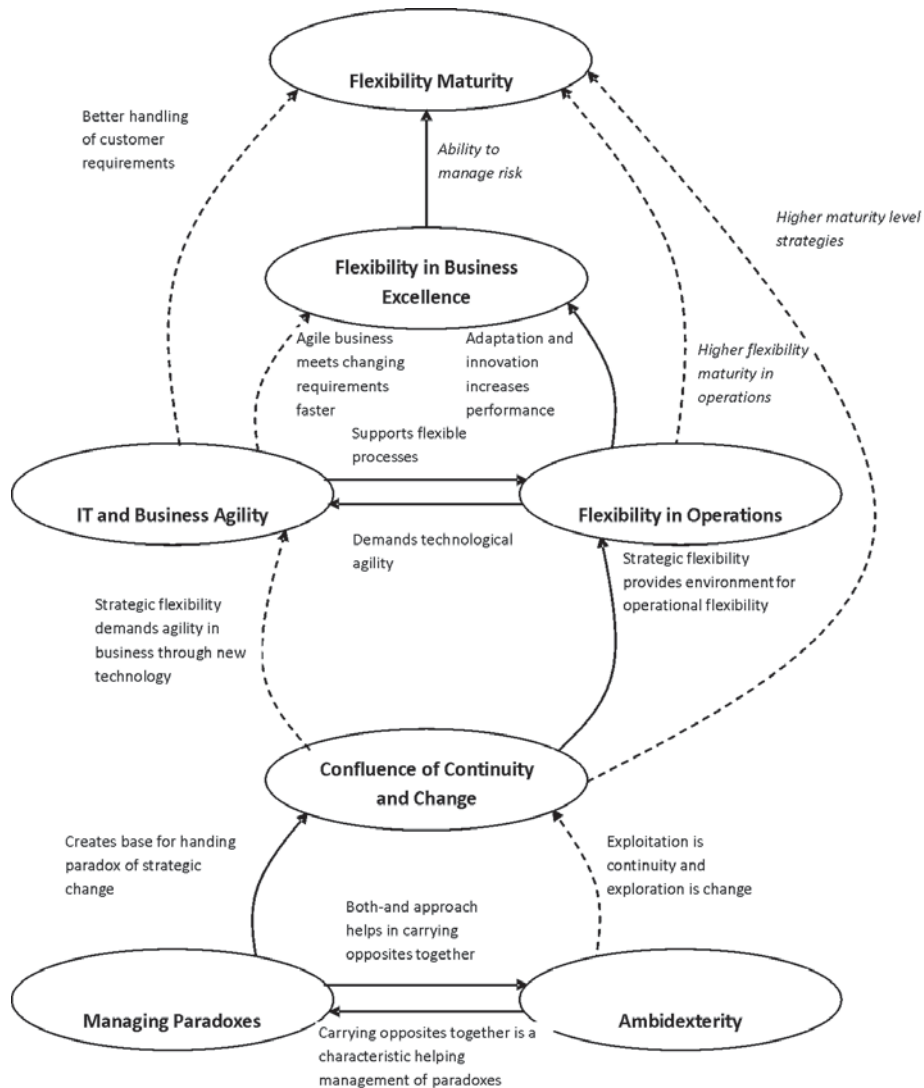 Flexibility Maturity
Better handling
of customer
requirements
Ability to
manage risk
Higher maturity level
strategies
Flexibility in Business
Excellence
Agile business
meets changing
requirements
faster
Adaptation and
innovation
increases
performance
Higher flexibility
maturity in
operations
Supports flexible
processes
IT and Business Agility
Flexibility in Operations
Demands technological
agility
Strategic flexibility
provides environment for
operational flexibility
Strategic flexibility
demands agility in
business through new
technology
Confluence of Continuity
and Change
Creates base for handing
paradox of strategic
change
Exploitation is
continuity and
exploration is change
Both-and approach
helps in carrying
opposites together
Managing Paradoxes
Ambidexterity
Carrying opposites together is a
characteristic helping
management of paradoxes